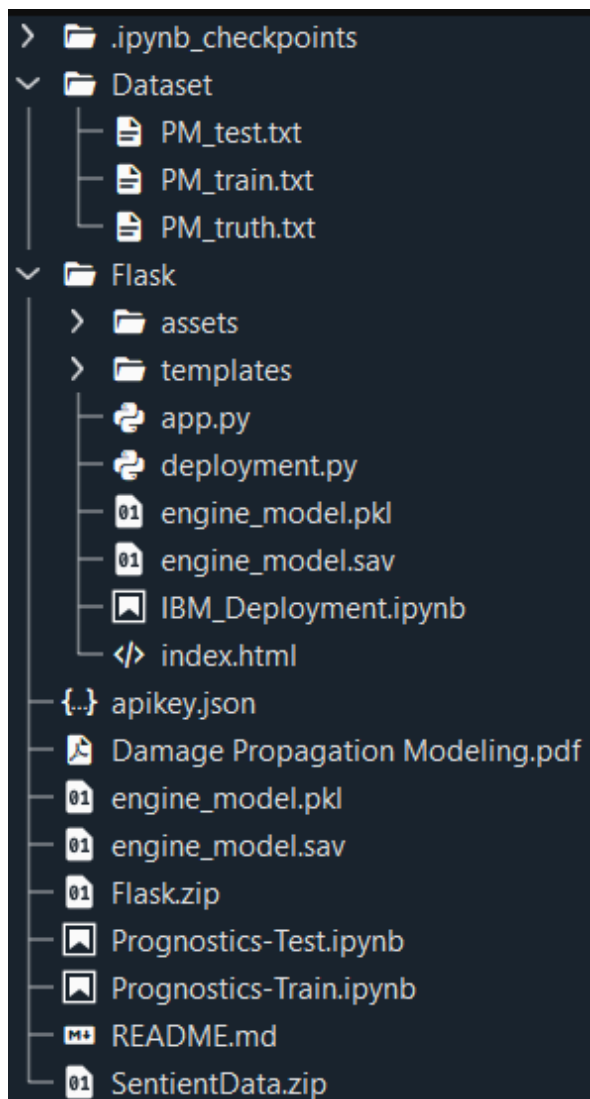 .ipynb_checkpoints
Dataset
PM_test.txt
PM_train.txt
PM_truth.txt
Flask
assets
templates
app.py
deployment.py
01 engine_model.pkl
01 engine_model.sav
IBM_Deployment.ipynb
</> index.html
{...} apikey.json
Damage Propagation Modeling.pdf
01 engine_model.pkl
01 engine_model.sav
01 Flask.zip
Prognostics-Test.ipynb
Prognostics-Train.ipynb
M↓ README.md
01 SentientData.zip